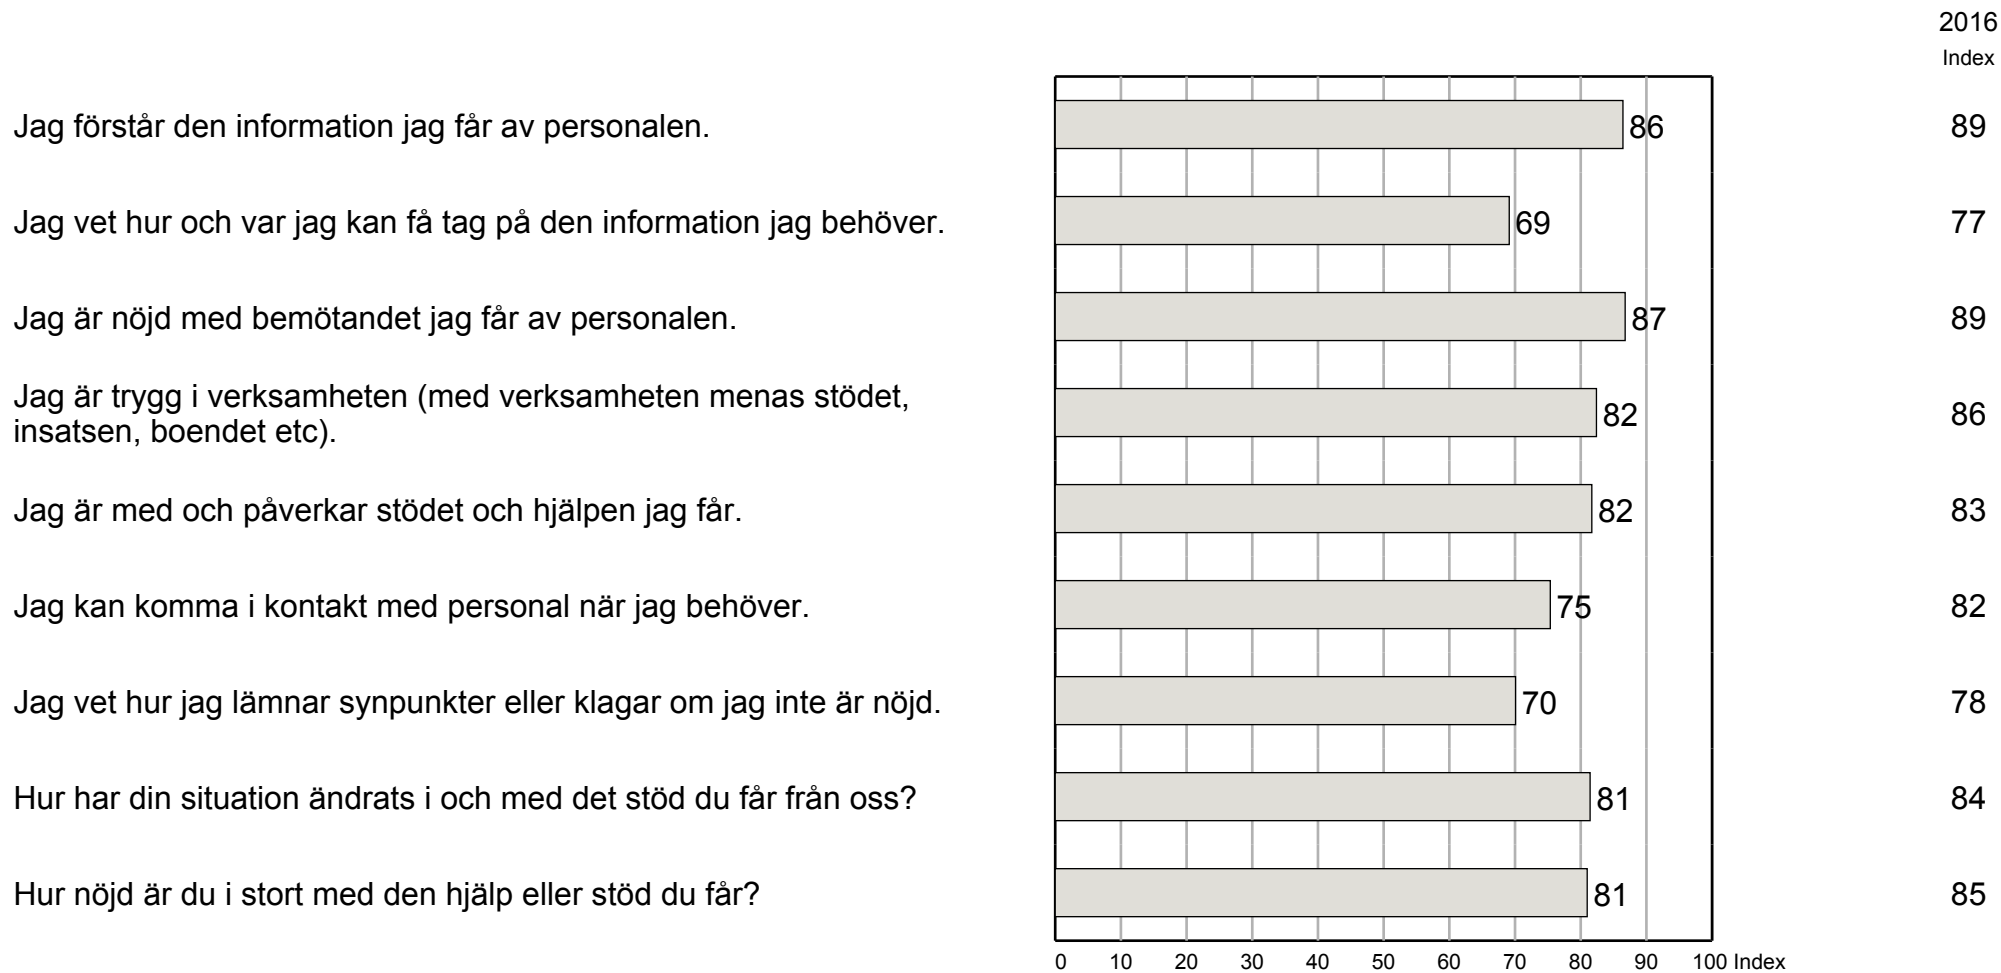 2016
Index
Jag förstår den information jag får av personalen. 86 89
Jag vet hur och var jag kan få tag på den information jag behöver. 69 77
Jag är nöjd med bemötandet jag får av personalen. 87 89
Jag är trygg i verksamheten (med verksamheten menas stödet,
insatsen, boendet etc). 82 86
Jag är med och påverkar stödet och hjälpen jag får. 82 83
Jag kan komma i kontakt med personal när jag behöver. 75 82
Jag vet hur jag lämnar synpunkter eller klagar om jag inte är nöjd. 70 78
Hur har din situation ändrats i och med det stöd du får från oss? 81 84
Hur nöjd är du i stort med den hjälp eller stöd du får? 81 85
0 10 20 30 40 50 60 70 80 90 100 Index